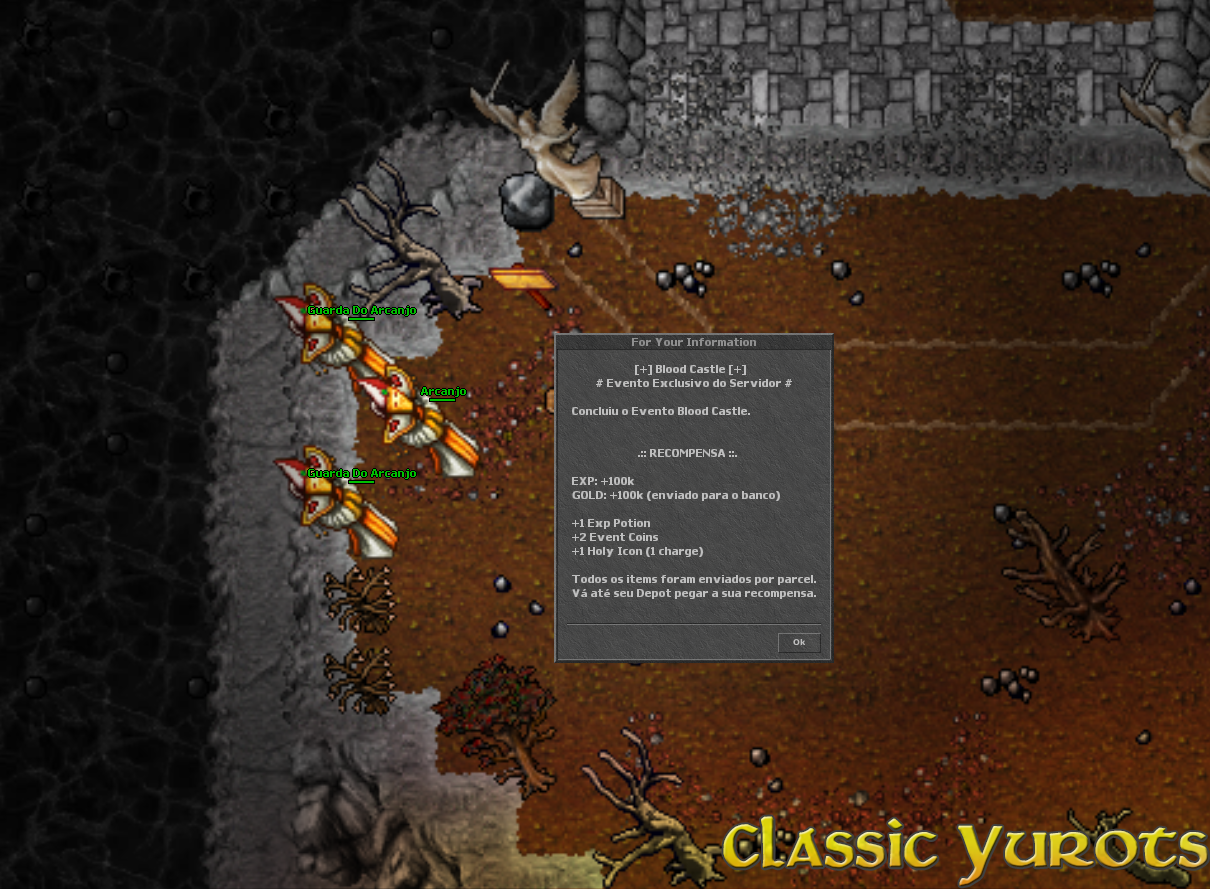 Guarda Do Arcanjo
Arcanjo
Guarda Do Arcanjo
For Your Information
[+] Blood Castle [+]
# Evento Exclusivo do Servidor #
Concluiu o Evento Blood Castle.
.:: RECOMPENSA ::.
EXP: +100k
GOLD: +100k (enviado para o banco)
+1 Exp Potion
+2 Event Coins
+1 Holy Icon (1 charge)
Todos os items foram enviados por parcel.
Vá até seu Depot pegar a sua recompensa.
Ok
Classic Yurots